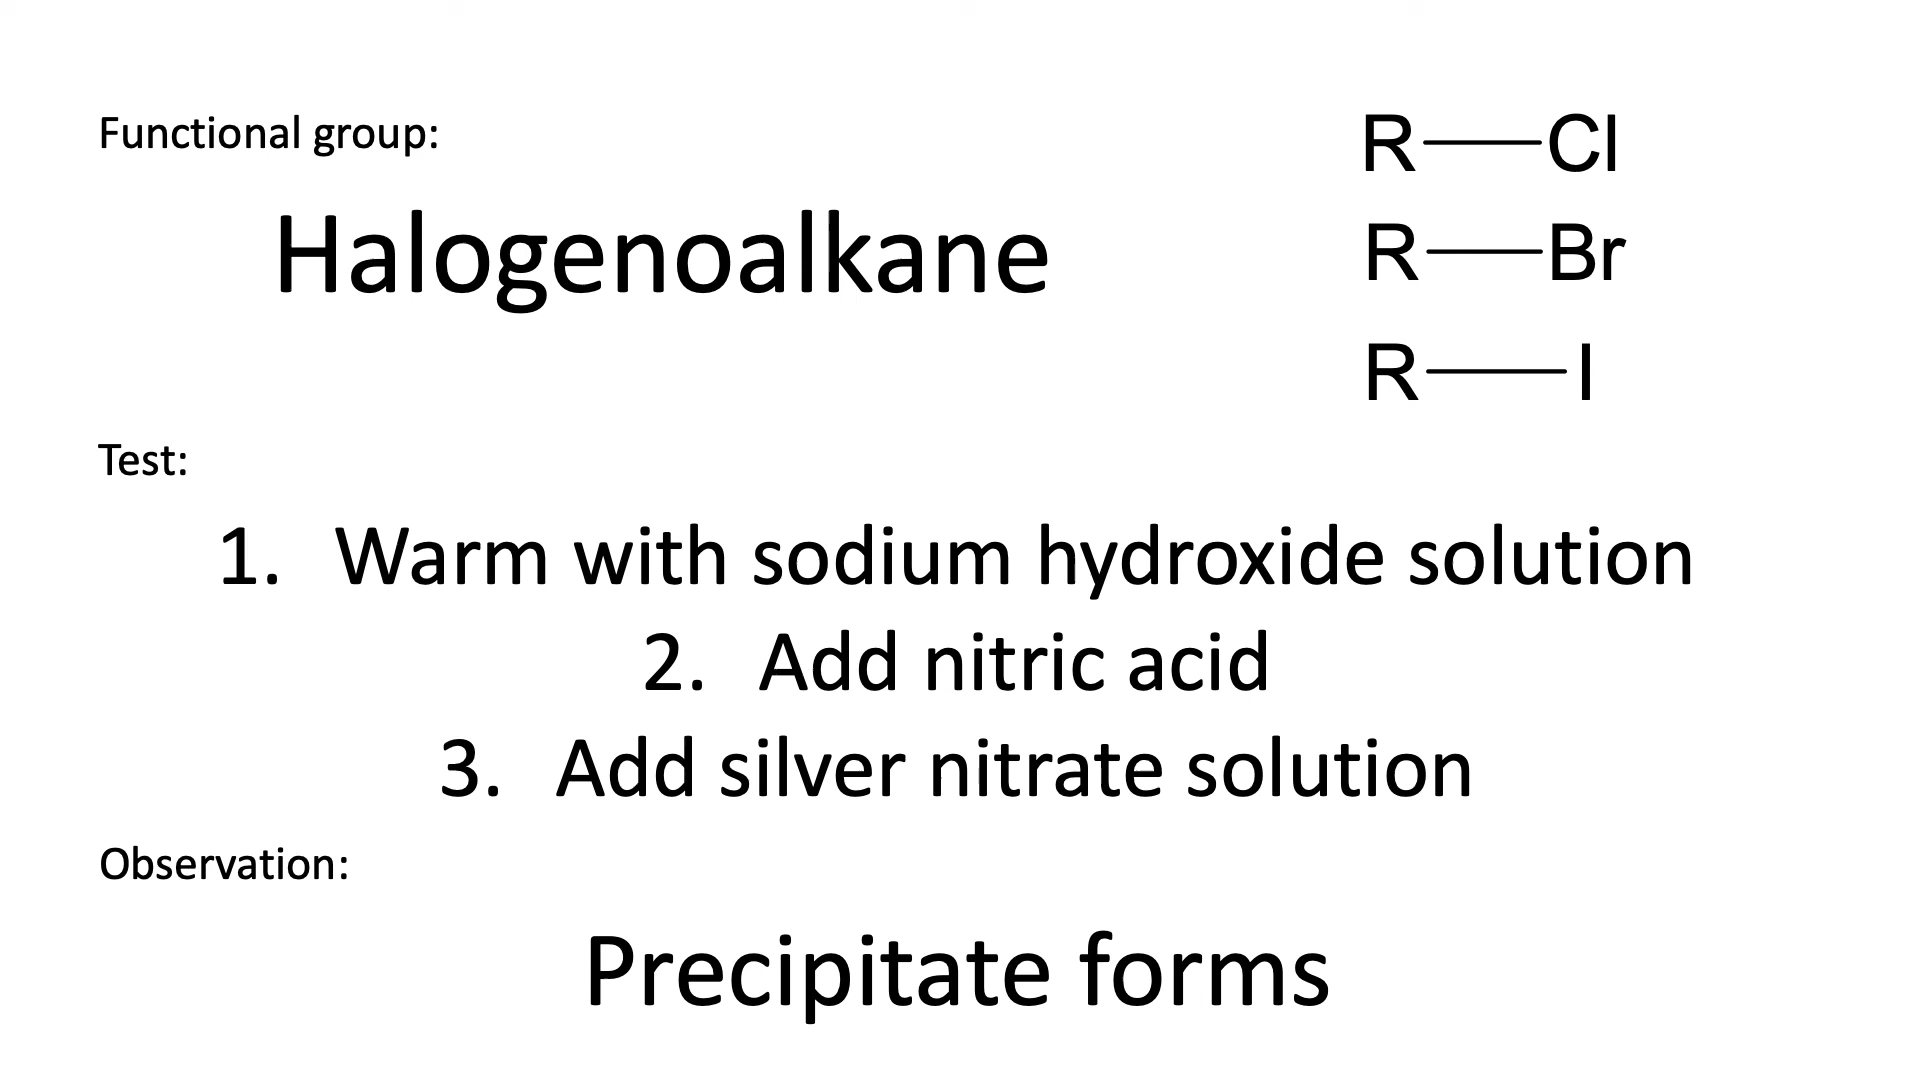 Functional group:
R—Cl
Halogenoalkane
R—Br
R—I
Test:
1. Warm with sodium hydroxide solution
2. Add nitric acid
3. Add silver nitrate solution
Observation:
Precipitate forms